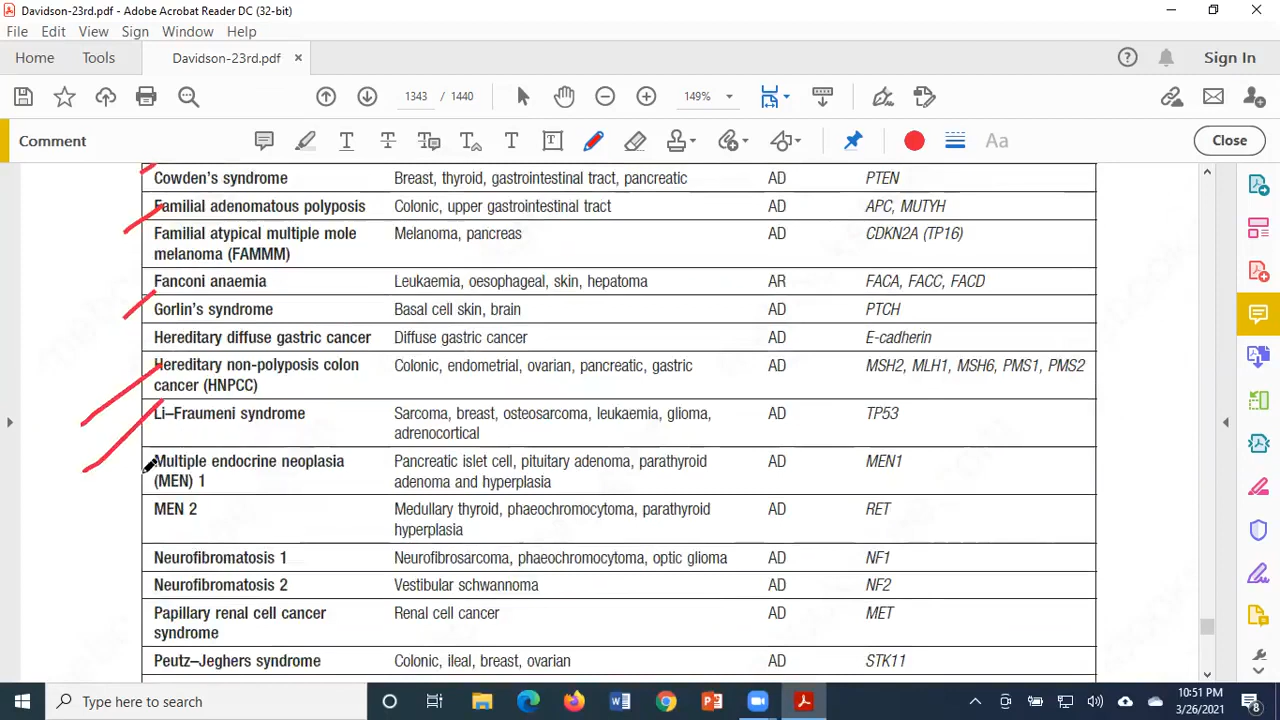 Davidson-23rd.pdf - Adobe Acrobat Reader DC (32-bit)
File Edit View Sign Window Help
Home Tools Davidson-23rd.pdf × Sign In
1343 / 1440 149%
Comment Aa Close
Cowden's syndrome Breast, thyroid, gastrointestinal tract, pancreatic AD PTEN
Familial adenomatous polyposis Colonic, upper gastrointestinal tract AD APC, MUTYH
Familial atypical multiple mole Melanoma, pancreas AD CDKN2A (TP16)
melanoma (FAMMM)
Fanconi anaemia Leukaemia, oesophageal, skin, hepatoma AR FACA, FACC, FACD
Gorlin's syndrome Basal cell skin, brain AD PTCH
Hereditary diffuse gastric cancer Diffuse gastric cancer AD E-cadherin
Hereditary non-polyposis colon Colonic, endometrial, ovarian, pancreatic, gastric AD MSH2, MLH1, MSH6, PMS1, PMS2
cancer (HNPCC)
Li–Fraumeni syndrome Sarcoma, breast, osteosarcoma, leukaemia, glioma, AD TP53
adrenocortical
Multiple endocrine neoplasia Pancreatic islet cell, pituitary adenoma, parathyroid AD MEN1
(MEN) 1 adenoma and hyperplasia
MEN 2 Medullary thyroid, phaeochromocytoma, parathyroid AD RET
hyperplasia
Neurofibromatosis 1 Neurofibrosarcoma, phaeochromocytoma, optic glioma AD NF1
Neurofibromatosis 2 Vestibular schwannoma AD NF2
Papillary renal cell cancer Renal cell cancer AD MET
syndrome
Peutz–Jeghers syndrome Colonic, ileal, breast, ovarian AD STK11
Type here to search 10:51 PM
3/26/2021 8